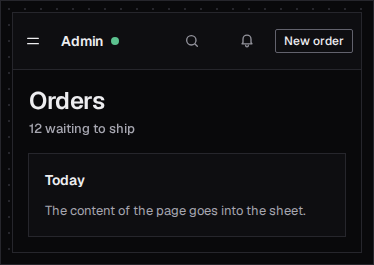 Admin
New order
Orders
12 waiting to ship
Today
The content of the page goes into the sheet.